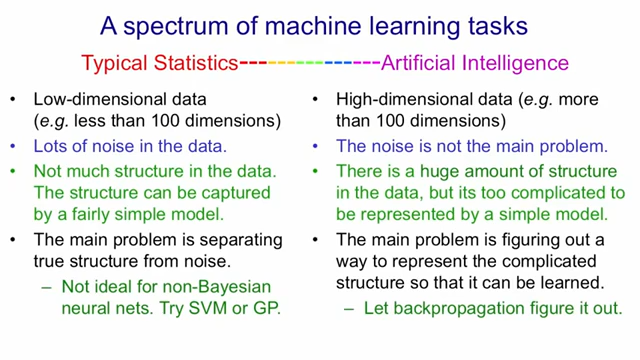 A spectrum of machine learning tasks
Typical Statistics------------Artificial Intelligence
• Low-dimensional data
(e.g. less than 100 dimensions)
• Lots of noise in the data.
• Not much structure in the data.
The structure can be captured
by a fairly simple model.
• The main problem is separating
true structure from noise.
– Not ideal for non-Bayesian
neural nets. Try SVM or GP.
• High-dimensional data (e.g. more
than 100 dimensions)
• The noise is not the main problem.
• There is a huge amount of structure
in the data, but its too complicated to
be represented by a simple model.
• The main problem is figuring out a
way to represent the complicated
structure so that it can be learned.
– Let backpropagation figure it out.